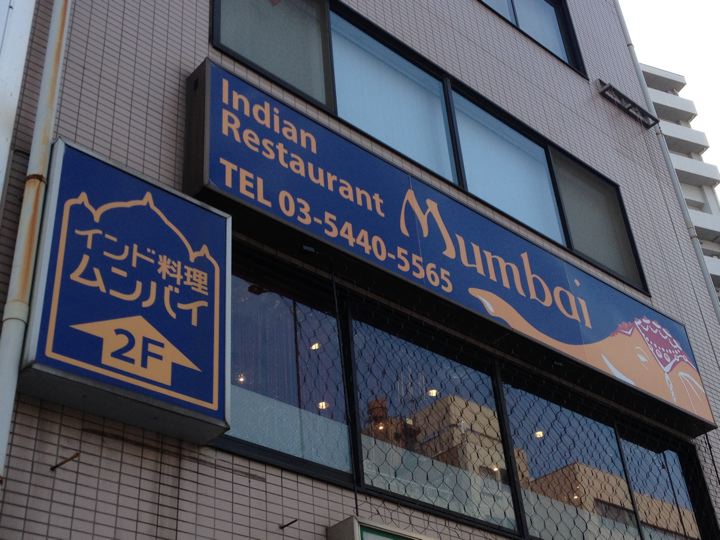 インド料理
ムンバイ
2F
Indian
Restaurant
TEL 03-5440-5565
Mumbai